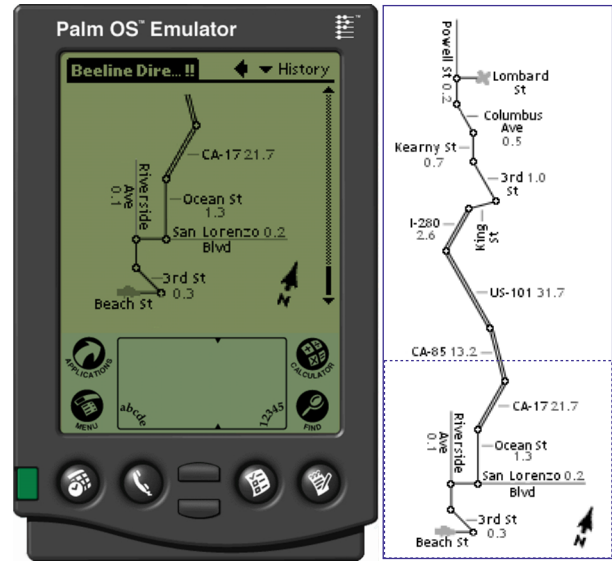 Palm OS™ Emulator
Beeline Dire... !!
History
CA-17 21.7
Riverside
Ave
0.1
Ocean St
1.3
San Lorenzo 0.2
Blvd
3rd St
0.3
Beach St
N
APPLICATIONS
MENU
abcde
12345
CALCULATOR
FIND
Powell St 0.2
Lombard
St
Columbus
Ave
0.5
Kearny St
0.7
3rd 1.0
St
King
St
I-280
2.6
US-101 31.7
CA-85 13.2
CA-17 21.7
Riverside
Ave
0.1
Ocean St
1.3
San Lorenzo 0.2
Blvd
3rd St
0.3
Beach St
N